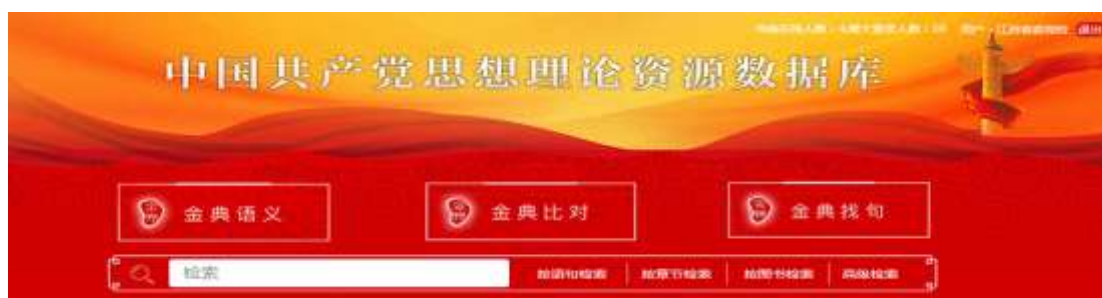 中国共产党思想理论资源数据库
金典语义
金典比对
金典找句
检索
按语句检索
按章节检索
按图书检索
高级检索